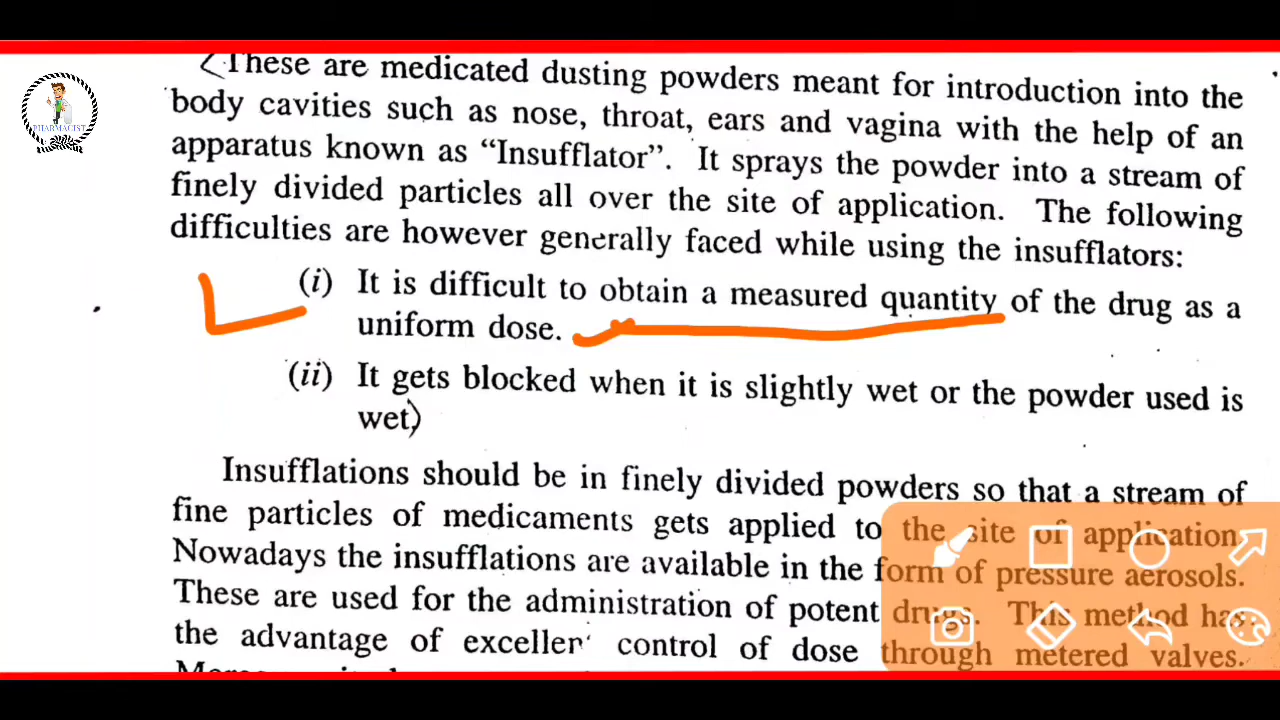 These are medicated dusting powders meant for introduction into the
body cavities such as nose, throat, ears and vagina with the help of an
apparatus known as “Insufflator”. It sprays the powder into a stream of
finely divided particles all over the site of application. The following
difficulties are however generally faced while using the insufflators:
(i) It is difficult to obtain a measured quantity of the drug as a
uniform dose.
(ii) It gets blocked when it is slightly wet or the powder used is
wet)
Insufflations should be in finely divided powders so that a stream of
fine particles of medicaments gets applied to the site of application.
Nowadays the insufflations are available in the form of pressure aerosols.
These are used for the administration of potent drugs. This method has
the advantage of excellent control of dose through metered valves.
PHARMACIST